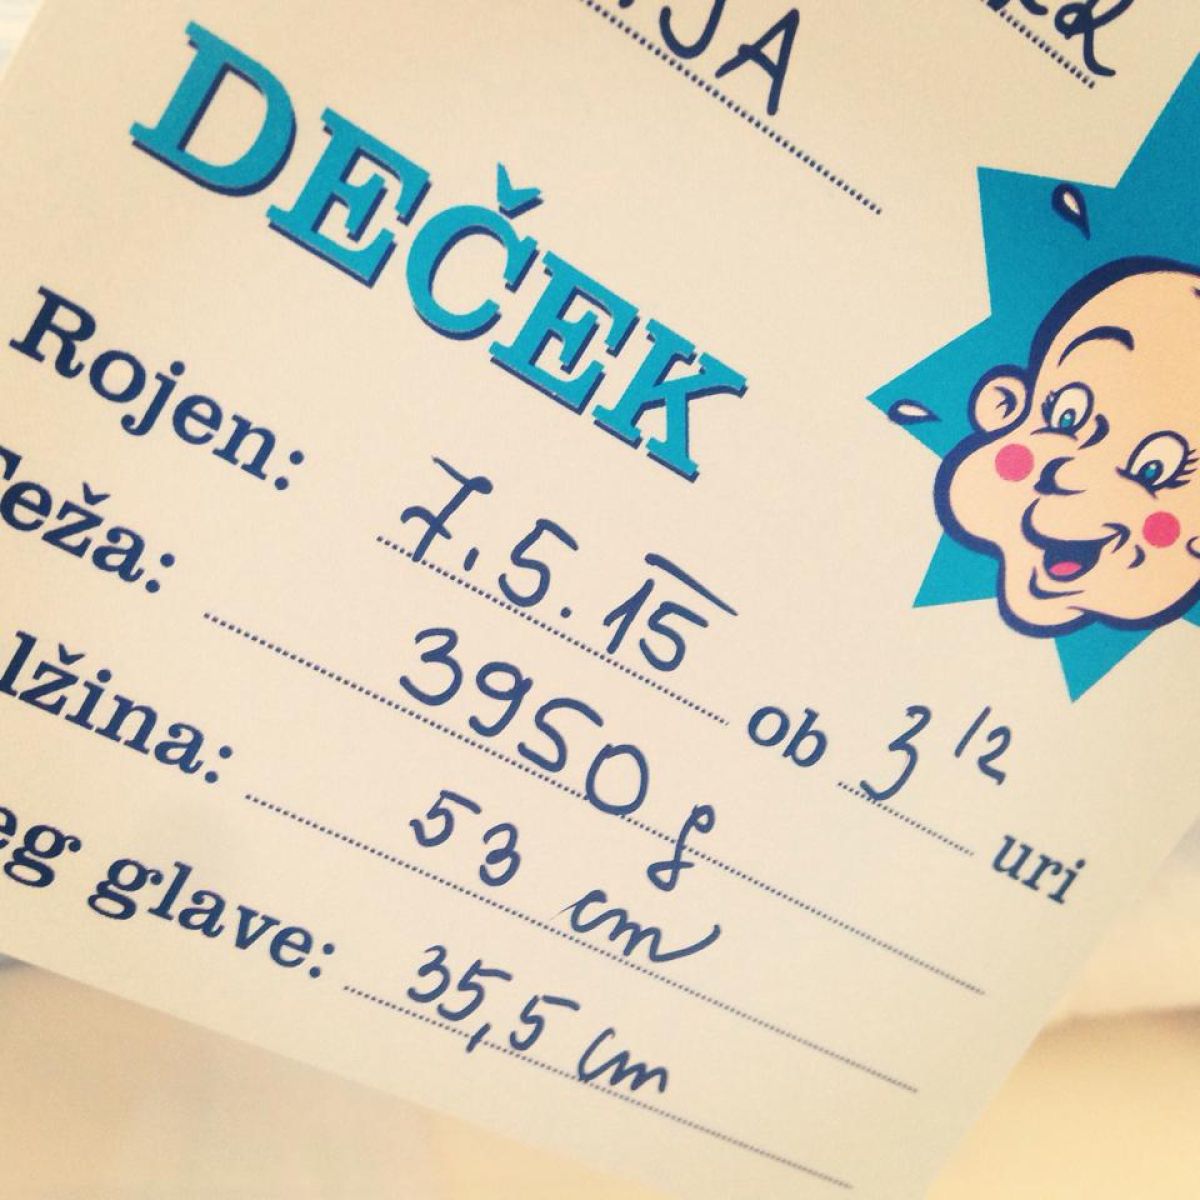 DEČEK
Rojen: 7.5.15 ob 3 12 uri
Teža: 3950 g
lžina: 53 cm
eg glave: 35,5 cm